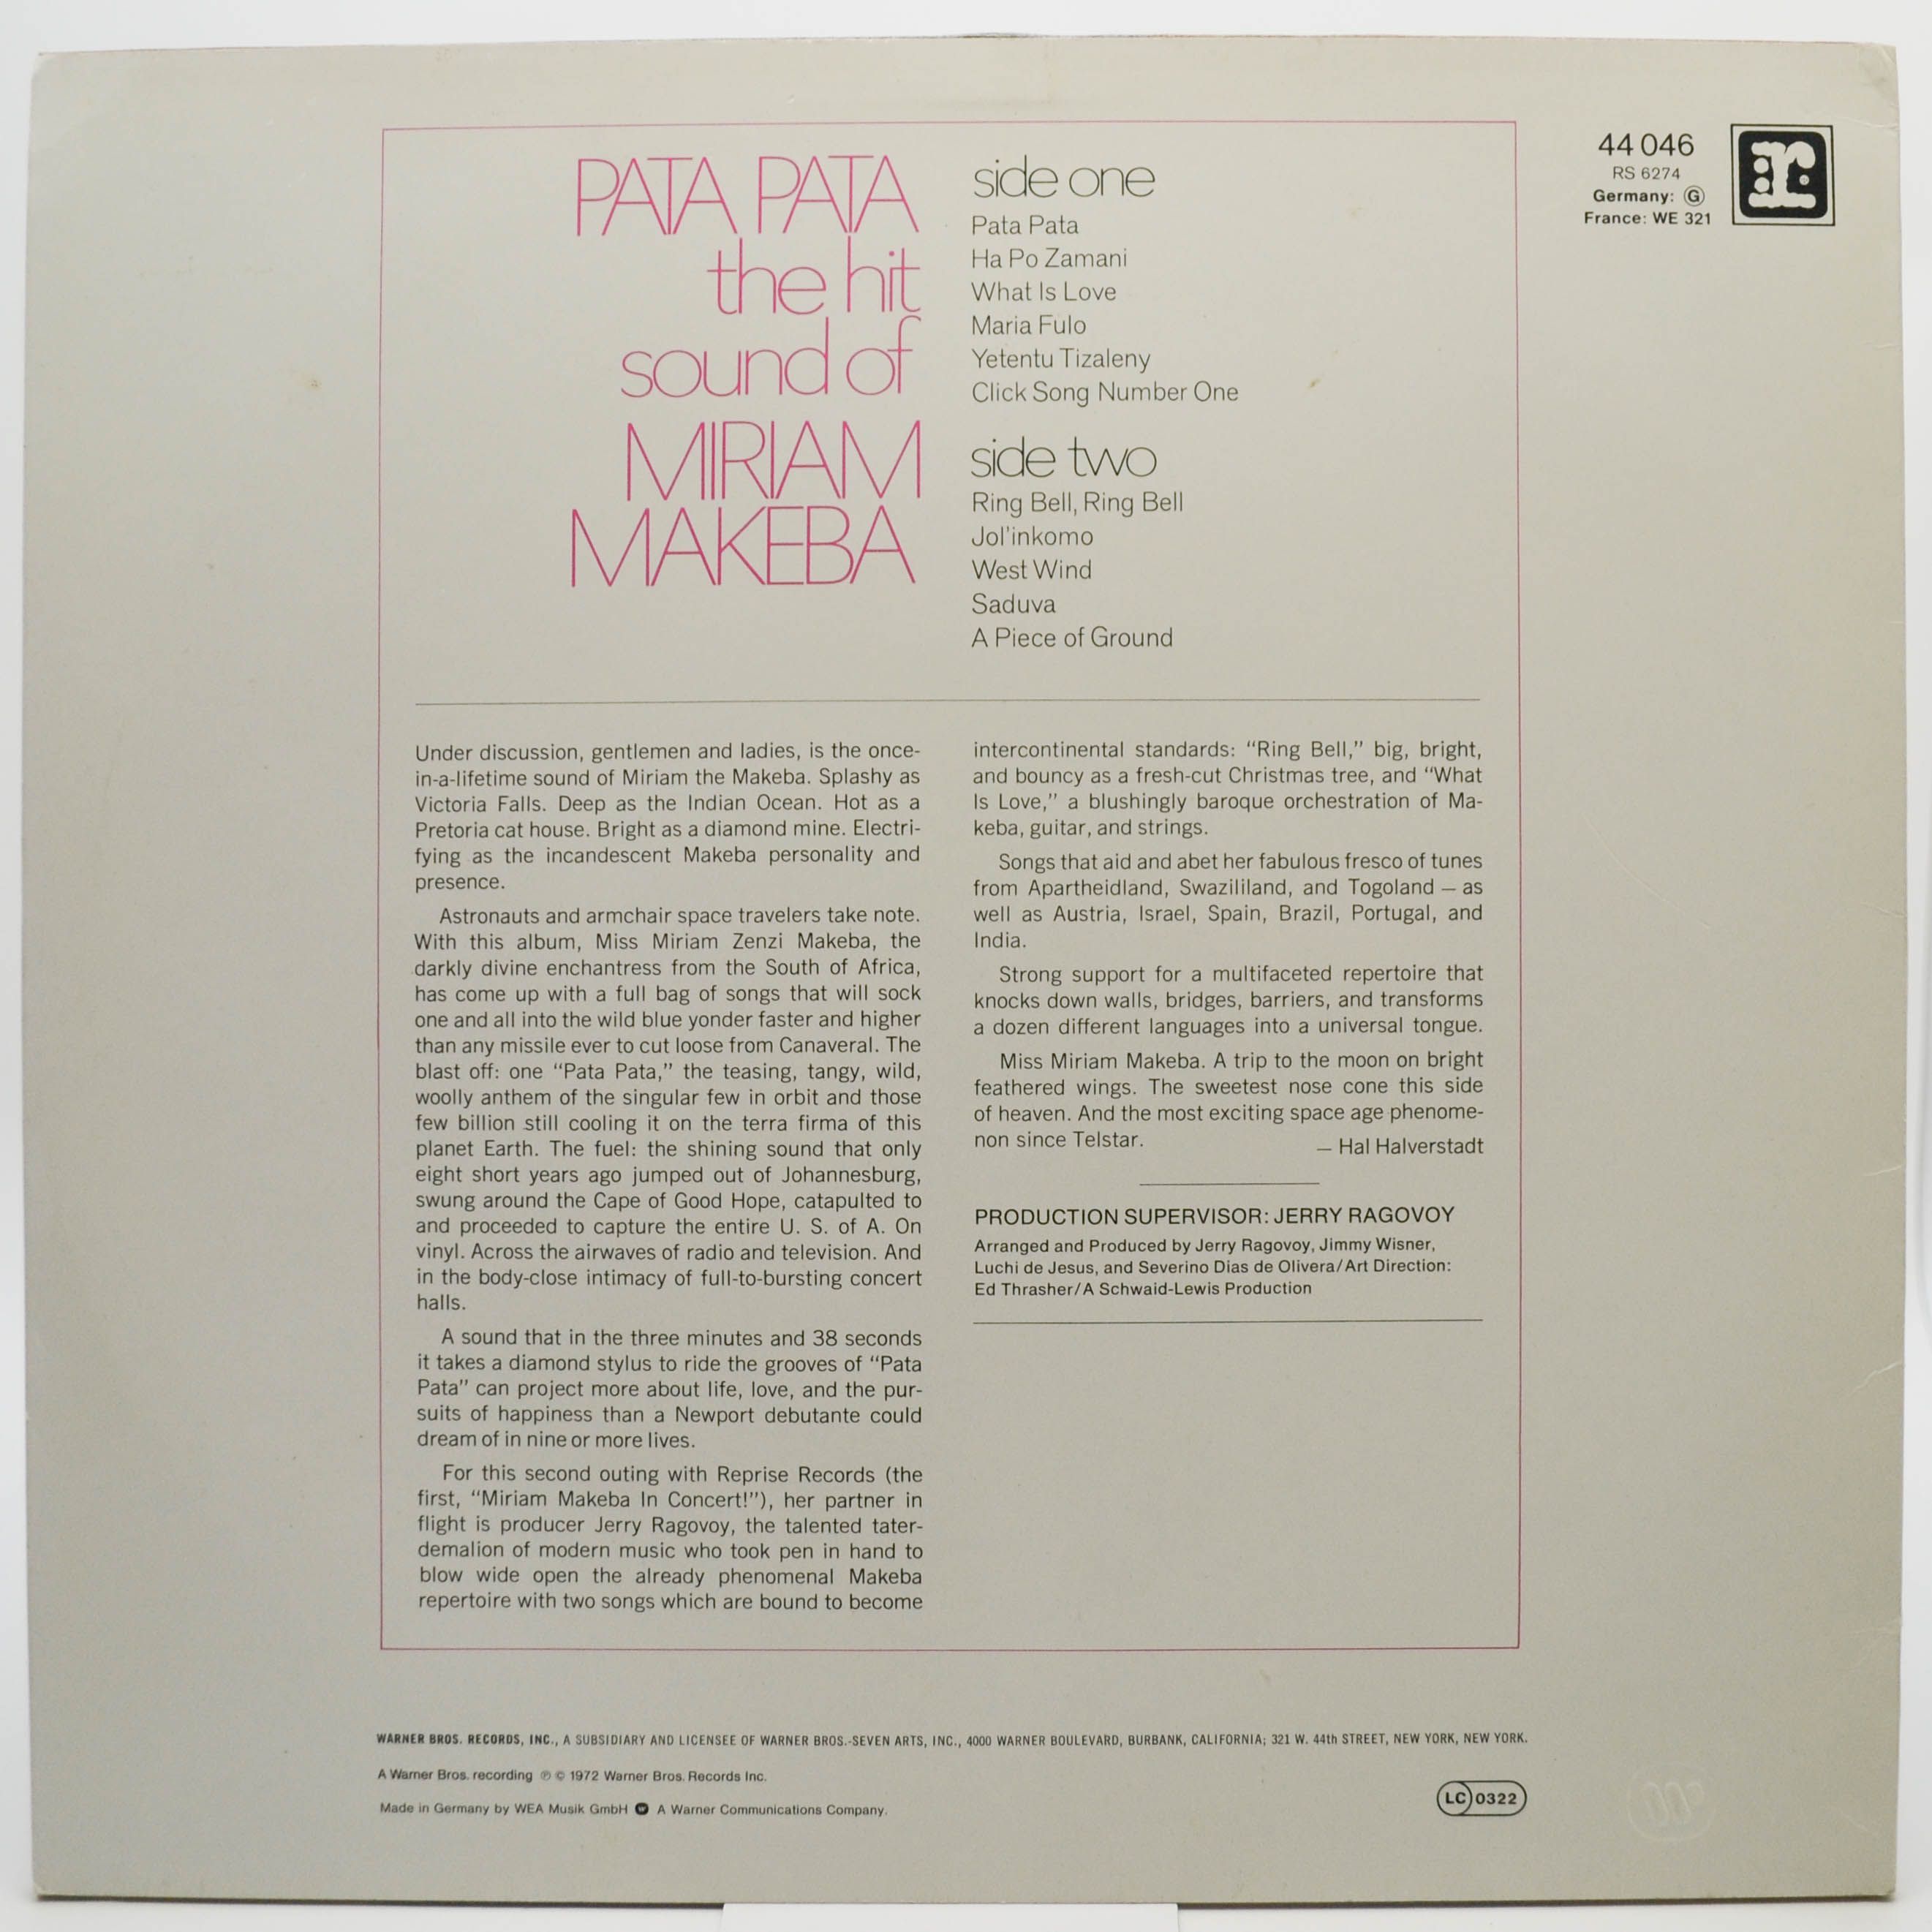 PATA PATA
the hit
sound of
MIRIAM
MAKEBA
side one
Pata Pata
Ha Po Zamani
What Is Love
Maria Fulo
Yetentu Tizaleny
Click Song Number One
side two
Ring Bell, Ring Bell
Jol'inkomo
West Wind
Saduva
A Piece of Ground
44 046
RS 6274
Germany: Ⓖ
France: WE 321
r:
Under discussion, gentlemen and ladies, is the once-
in-a-lifetime sound of Miriam the Makeba. Splashy as
Victoria Falls. Deep as the Indian Ocean. Hot as a
Pretoria cat house. Bright as a diamond mine. Electri-
fying as the incandescent Makeba personality and
presence.
Astronauts and armchair space travelers take note.
With this album, Miss Miriam Zenzi Makeba, the
darkly divine enchantress from the South of Africa,
has come up with a full bag of songs that will sock
one and all into the wild blue yonder faster and higher
than any missile ever to cut loose from Canaveral. The
blast off: one “Pata Pata,” the teasing, tangy, wild,
woolly anthem of the singular few in orbit and those
few billion still cooling it on the terra firma of this
planet Earth. The fuel: the shining sound that only
eight short years ago jumped out of Johannesburg,
swung around the Cape of Good Hope, catapulted to
and proceeded to capture the entire U. S. of A. On
vinyl. Across the airwaves of radio and television. And
in the body-close intimacy of full-to-bursting concert
halls.
A sound that in the three minutes and 38 seconds
it takes a diamond stylus to ride the grooves of “Pata
Pata” can project more about life, love, and the pur-
suits of happiness than a Newport debutante could
dream of in nine or more lives.
For this second outing with Reprise Records (the
first, “Miriam Makeba In Concert!”), her partner in
flight is producer Jerry Ragovoy, the talented tater-
demalion of modern music who took pen in hand to
blow wide open the already phenomenal Makeba
repertoire with two songs which are bound to become
intercontinental standards: “Ring Bell,” big, bright,
and bouncy as a fresh-cut Christmas tree, and “What
Is Love,” a blushingly baroque orchestration of Ma-
keba, guitar, and strings.
Songs that aid and abet her fabulous fresco of tunes
from Apartheidland, Swaziliand, and Togoland — as
well as Austria, Israel, Spain, Brazil, Portugal, and
India.
Strong support for a multifaceted repertoire that
knocks down walls, bridges, barriers, and transforms
a dozen different languages into a universal tongue.
Miss Miriam Makeba. A trip to the moon on bright
feathered wings. The sweetest nose cone this side
of heaven. And the most exciting space age phenome-
non since Telstar.
— Hal Halverstadt
PRODUCTION SUPERVISOR: JERRY RAGOVOY
Arranged and Produced by Jerry Ragovoy, Jimmy Wisner,
Luchi de Jesus, and Severino Dias de Olivera/Art Direction:
Ed Thrasher/A Schwaid-Lewis Production
WARNER BROS. RECORDS, INC., A SUBSIDIARY AND LICENSEE OF WARNER BROS.-SEVEN ARTS, INC., 4000 WARNER BOULEVARD, BURBANK, CALIFORNIA; 321 W. 44th STREET, NEW YORK, NEW YORK.
A Warner Bros. recording ℗ © 1972 Warner Bros. Records Inc.
Made in Germany by WEA Musik GmbH A Warner Communications Company.
LC 0322